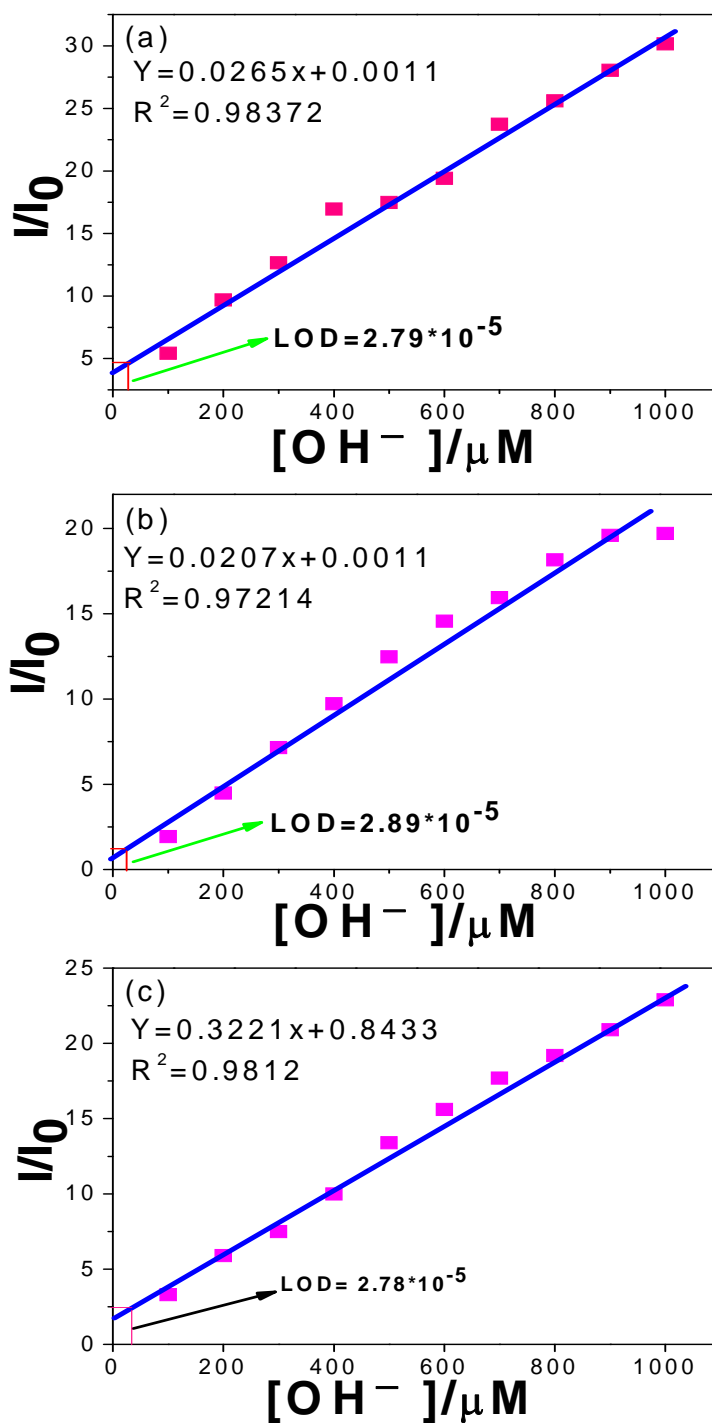 (a)
Y=0.0265x+0.0011
R²=0.98372
30
25
20
15
10
5
I/I₀
LOD=2.79*10⁻⁵
0 200 400 600 800 1000
[OH⁻ ]/μM
(b)
Y=0.0207x+0.0011
R²=0.97214
20
15
10
5
0
I/I₀
LOD=2.89*10⁻⁵
0 200 400 600 800 1000
[OH⁻ ]/μM
25
(c)
Y=0.3221x+0.8433
R²=0.9812
20
15
10
5
0
I/I₀
LOD= 2.78*10⁻⁵
0 200 400 600 800 1000
[OH⁻ ]/μM